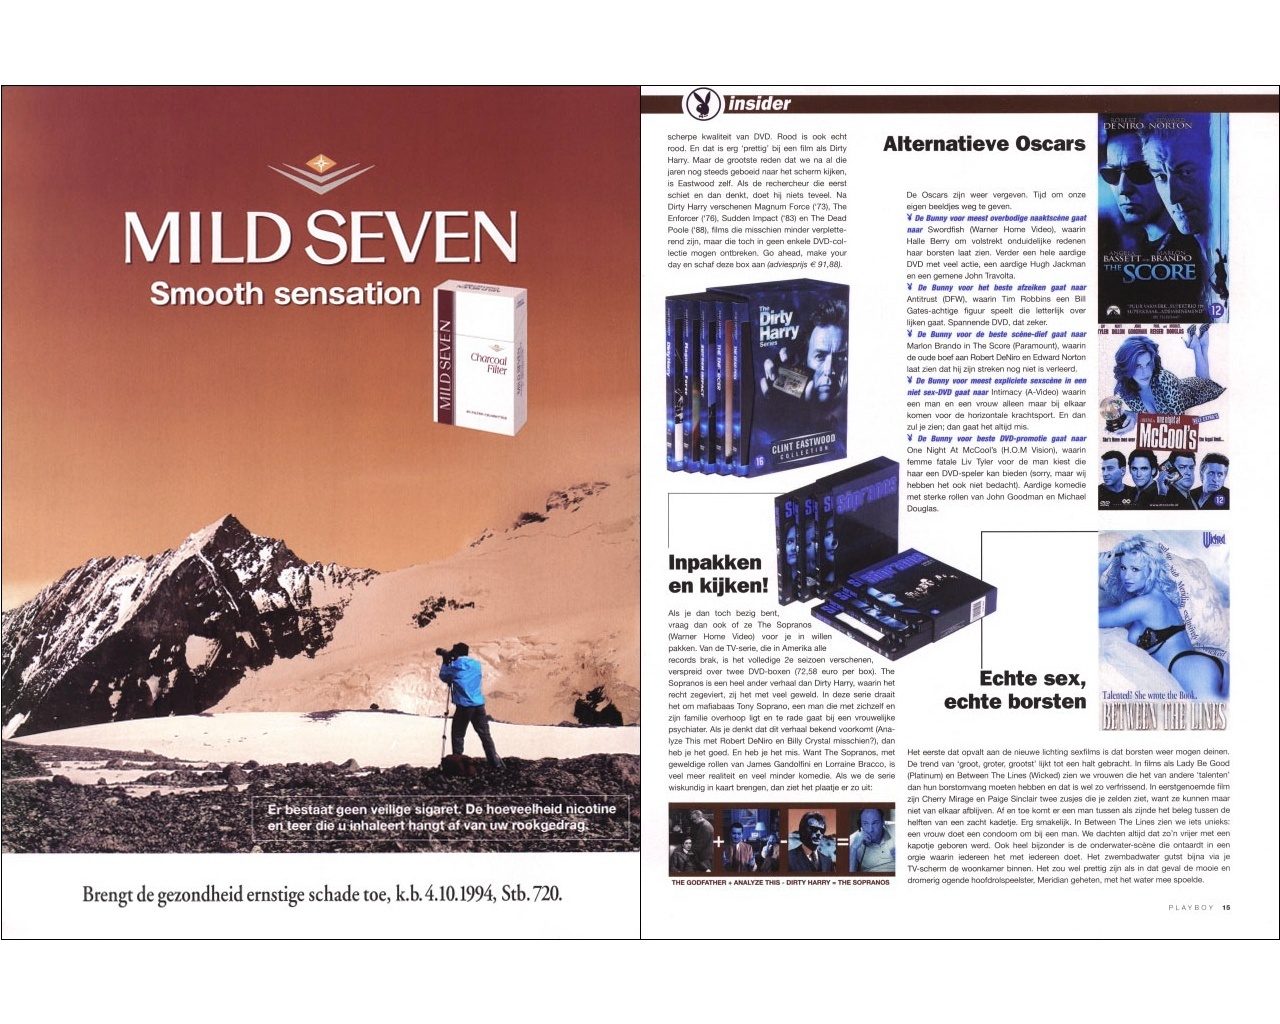 MILD SEVEN
Smooth sensation
MILD SEVEN
Charcoal
Filter
Er bestaat geen veilige sigaret. De hoeveelheid nicotine
en teer die u inhaleert hangt af van uw rookgedrag.
Brengt de gezondheid ernstige schade toe, k.b. 4.10.1994, Stb. 720.
insider
scherpe kwaliteit van DVD. Rood is ook echt
rood. En dat is erg ‘prettig’ bij een film als Dirty
Harry. Maar de grootste reden dat we na al die
jaren nog steeds geboeid naar het scherm kijken,
is Eastwood zelf. Als de rechercheur die eerst
schiet en dan denkt, doet hij niets teveel. Na
Dirty Harry verschenen Magnum Force (‘73), The
Enforcer (‘76), Sudden Impact (‘83) en The Dead
Poole (‘88), films die misschien minder verplette-
rend zijn, maar die toch in geen enkele DVD-col-
lectie mogen ontbreken. Go ahead, make your
day en schaf deze box aan (adviesprijs € 91,88).
The
Dirty
Harry
Series
CLINT EASTWOOD
COLLECTION
16
Inpakken
en kijken!
Als je dan toch bezig bent,
vraag dan ook of ze The Sopranos
(Warner Home Video) voor je in willen
pakken. Van de TV-serie, die in Amerika alle
records brak, is het volledige 2e seizoen verschenen,
verspreid over twee DVD-boxen (72,58 euro per box). The
Sopranos is een heel ander verhaal dan Dirty Harry, waarin het
recht zegeviert, zij het met veel geweld. In deze serie draait
het om mafiabaas Tony Soprano, een man die met zichzelf en
zijn familie overhoop ligt en te rade gaat bij een vrouwelijke
psychiater. Als je denkt dat dit verhaal bekend voorkomt (Ana-
lyze This met Robert DeNiro en Billy Crystal misschien?), dan
heb je het goed. En heb je het mis. Want The Sopranos, met
geweldige rollen van James Gandolfini en Lorraine Bracco, is
veel meer realiteit en veel minder komedie. Als we de serie
wiskundig in kaart brengen, dan ziet het plaatje er zo uit:
+ - =
THE GODFATHER + ANALYZE THIS - DIRTY HARRY = THE SOPRANOS
Alternatieve Oscars
De Oscars zijn weer vergeven. Tijd om onze
eigen beeldjes weg te geven.
¥ De Bunny voor meest overbodige naaktscène gaat
naar Swordfish (Warner Home Video), waarin
Halle Berry om volstrekt onduidelijke redenen
haar borsten laat zien. Verder een hele aardige
DVD met veel actie, een aardige Hugh Jackman
en een gemene John Travolta.
¥ De Bunny voor het beste afzeiken gaat naar
Antitrust (DFW), waarin Tim Robbins een Bill
Gates-achtige figuur speelt die letterlijk over
lijken gaat. Spannende DVD, dat zeker.
¥ De Bunny voor de beste scène-dief gaat naar
Marlon Brando in The Score (Paramount), waarin
de oude boef aan Robert DeNiro en Edward Norton
laat zien dat hij zijn streken nog niet is verleerd.
¥ De Bunny voor meest expliciete sexscène in een
niet sex-DVD gaat naar Intimacy (A-Video) waarin
een man en een vrouw alleen maar bij elkaar
komen voor de horizontale krachtsport. En dan
zul je zien; dan gaat het altijd mis.
¥ De Bunny voor beste DVD-promotie gaat naar
One Night At McCool’s (H.O.M Vision), waarin
femme fatale Liv Tyler voor de man kiest die
haar een DVD-speler kan bieden (sorry, maar wij
hebben het ook niet bedacht). Aardige komedie
met sterke rollen van John Goodman en Michael
Douglas.
ROBERT EDWARD
DENIRO NORTON
ANGELA MARLON
BASSETT AND BRANDO
THE SCORE
12
one night at
McCool's
12
Wicked
Talented? She wrote the Book.
BETWEEN THE LINES
Echte sex,
echte borsten
Het eerste dat opvalt aan de nieuwe lichting sexfilms is dat borsten weer mogen deinen.
De trend van ‘groot, groter, grootst’ lijkt tot een halt gebracht. In films als Lady Be Good
(Platinum) en Between The Lines (Wicked) zien we vrouwen die het van andere ‘talenten’
dan hun borstomvang moeten hebben en dat is wel zo verfrissend. In eerstgenoemde film
zijn Cherry Mirage en Paige Sinclair twee zusjes die je zelden ziet, want ze kunnen maar
niet van elkaar afblijven. Af en toe komt er een man tussen als zijnde het beleg tussen de
helften van een zacht kadetje. Erg smakelijk. In Between The Lines zien we iets unieks:
een vrouw doet een condoom om bij een man. We dachten altijd dat zo’n vrijer met een
kapotje geboren werd. Ook heel bijzonder is de onderwater-scène die ontaardt in een
orgie waarin iedereen het met iedereen doet. Het zwembadwater gutst bijna via je
TV-scherm de woonkamer binnen. Het zou wel prettig zijn als in dat geval de mooie en
dromerig ogende hoofdrolspeelster, Meridian geheten, met het water mee spoelde.
PLAYBOY 15